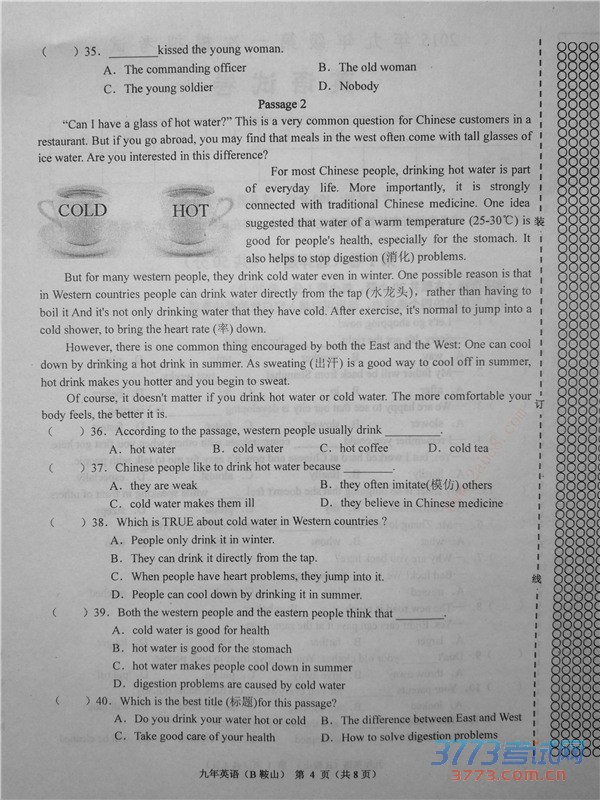 (    )35. ________kissed the young woman.
A. The commanding officer    B. The old woman
C. The young soldier    D. Nobody
Passage 2
“Can I have a glass of hot water?” This is a very common question for Chinese customers in a
restaurant. But if you go abroad, you may find that meals in the west often come with tall glasses of
ice water. Are you interested in this difference?
COLD    HOT
For most Chinese people, drinking hot water is part
of everyday life. More importantly, it is strongly
connected with traditional Chinese medicine. One idea
suggested that water of a warm temperature (25-30℃) is
good for people's health, especially for the stomach. It
also helps to stop digestion (消化) problems.
But for many western people, they drink cold water even in winter. One possible reason is that
in Western countries people can drink water directly from the tap (水龙头), rather than having to
boil it And it's not only drinking water that they have cold. After exercise, it's normal to jump into a
cold shower, to bring the heart rate (率) down.
However, there is one common thing encouraged by both the East and the West: One can cool
down by drinking a hot drink in summer. As sweating (出汗) is a good way to cool off in summer,
hot drink makes you hotter and you begin to sweat.
Of course, it doesn't matter if you drink hot water or cold water. The more comfortable your
body feels, the better it is.
(    )36. According to the passage, western people usually drink ________.
A. hot water    B. cold water    C. hot coffee    D. cold tea
(    )37. Chinese people like to drink hot water because ________.
A. they are weak    B. they often imitate(模仿) others
C. cold water makes them ill    D. they believe in Chinese medicine
(    )38. Which is TRUE about cold water in Western countries ?
A. People only drink it in winter.
B. They can drink it directly from the tap.
C. When people have heart problems, they jump into it.
D. People can cool down by drinking it in summer.
(    )39. Both the western people and the eastern people think that ________.
A. cold water is good for health
B. hot water is good for the stomach
C. hot water makes people cool down in summer
D. digestion problems are caused by cold water
(    )40. Which is the best title (标题)for this passage?
A. Do you drink your water hot or cold    B. The difference between East and West
C. Take good care of your health    D. How to solve digestion problems
九年英语（B 鞍山） 第 4 页（共 8 页）
装
订
线
3773考试网
www.3773.com.cn